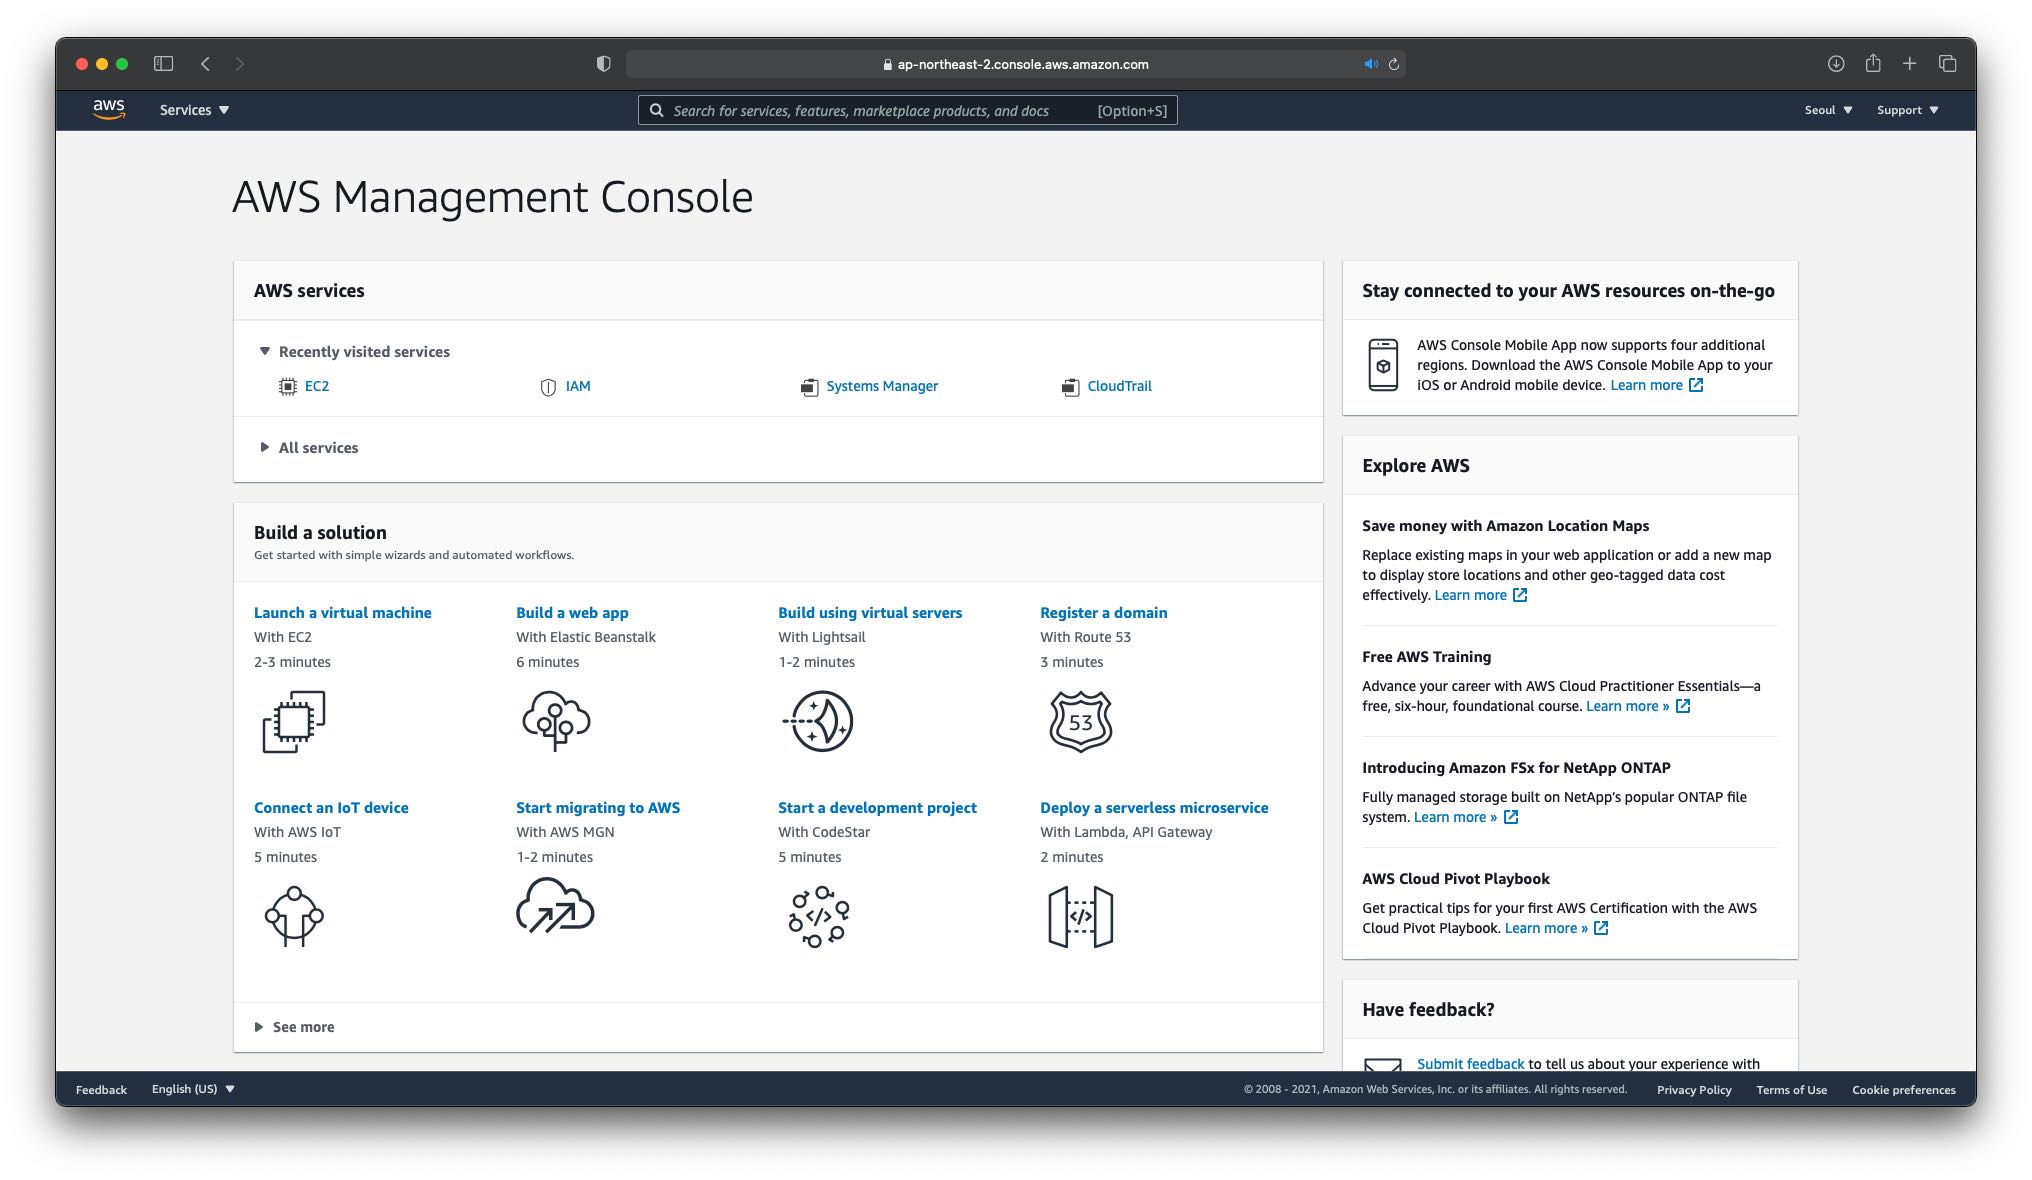 ap-northeast-2.console.aws.amazon.com
aws
Services
Search for services, features, marketplace products, and docs [Option+S]
Seoul
Support
AWS Management Console
AWS services
Recently visited services
EC2
IAM
Systems Manager
CloudTrail
All services
Build a solution
Get started with simple wizards and automated workflows.
Launch a virtual machine
With EC2
2-3 minutes
Build a web app
With Elastic Beanstalk
6 minutes
Build using virtual servers
With Lightsail
1-2 minutes
Register a domain
With Route 53
3 minutes
53
Connect an IoT device
With AWS IoT
5 minutes
Start migrating to AWS
With AWS MGN
1-2 minutes
Start a development project
With CodeStar
5 minutes
</>
Deploy a serverless microservice
With Lambda, API Gateway
2 minutes
</>
See more
Stay connected to your AWS resources on-the-go
AWS Console Mobile App now supports four additional
regions. Download the AWS Console Mobile App to your
iOS or Android mobile device. Learn more
Explore AWS
Save money with Amazon Location Maps
Replace existing maps in your web application or add a new map
to display store locations and other geo-tagged data cost
effectively. Learn more
Free AWS Training
Advance your career with AWS Cloud Practitioner Essentials—a
free, six-hour, foundational course. Learn more »
Introducing Amazon FSx for NetApp ONTAP
Fully managed storage built on NetApp’s popular ONTAP file
system. Learn more »
AWS Cloud Pivot Playbook
Get practical tips for your first AWS Certification with the AWS
Cloud Pivot Playbook. Learn more »
Have feedback?
Submit feedback to tell us about your experience with
Feedback
English (US)
© 2008 - 2021, Amazon Web Services, Inc. or its affiliates. All rights reserved.
Privacy Policy
Terms of Use
Cookie preferences